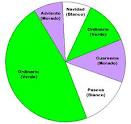 Navidad
(Blanco)
Adviento
(Morado)
Ordinario
(Verde)
Cuaresma
(Morado)
Pascua
(Blanco)
Ordinario
(Verde)